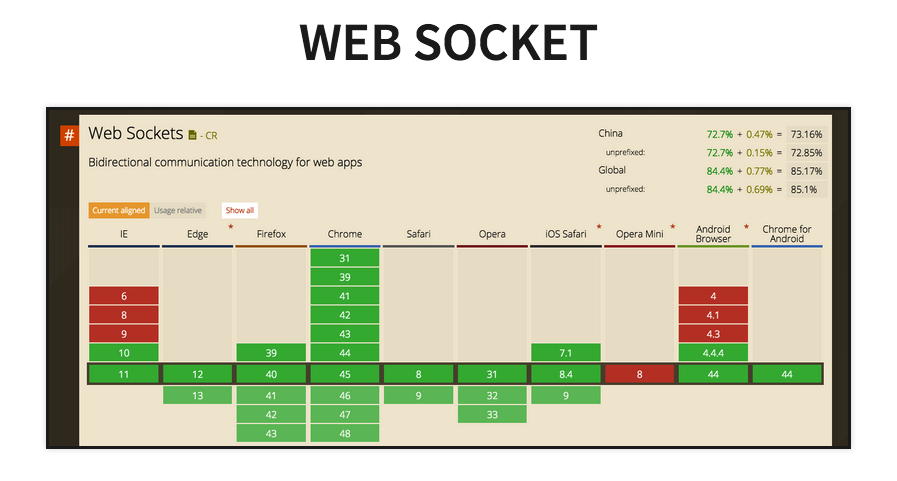 WEB SOCKET
#
Web Sockets - CR
Bidirectional communication technology for web apps
China 72.7% + 0.47% = 73.16%
unprefixed: 72.7% + 0.15% = 72.85%
Global 84.4% + 0.77% = 85.17%
unprefixed: 84.4% + 0.69% = 85.1%
Current aligned Usage relative Show all
IE Edge * Firefox Chrome Safari Opera iOS Safari * Opera Mini * Android Browser * Chrome for Android
31
39
6 41 4
8 42 4.1
9 43 4.3
10 39 44 7.1 4.4.4
11 12 40 45 8 31 8.4 8 44 44
13 41 46 9 32 9
42 47 33
43 48